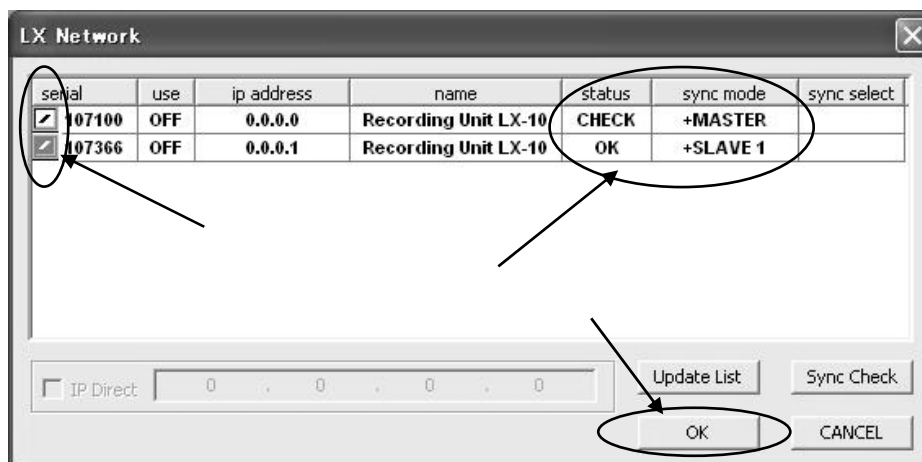 LX Network
serial use ip address name status sync mode sync select
107100 OFF 0.0.0.0 Recording Unit LX-10 CHECK +MASTER
107366 OFF 0.0.0.1 Recording Unit LX-10 OK +SLAVE 1
IP Direct 0 . 0 . 0 . 0
Update List Sync Check
OK CANCEL